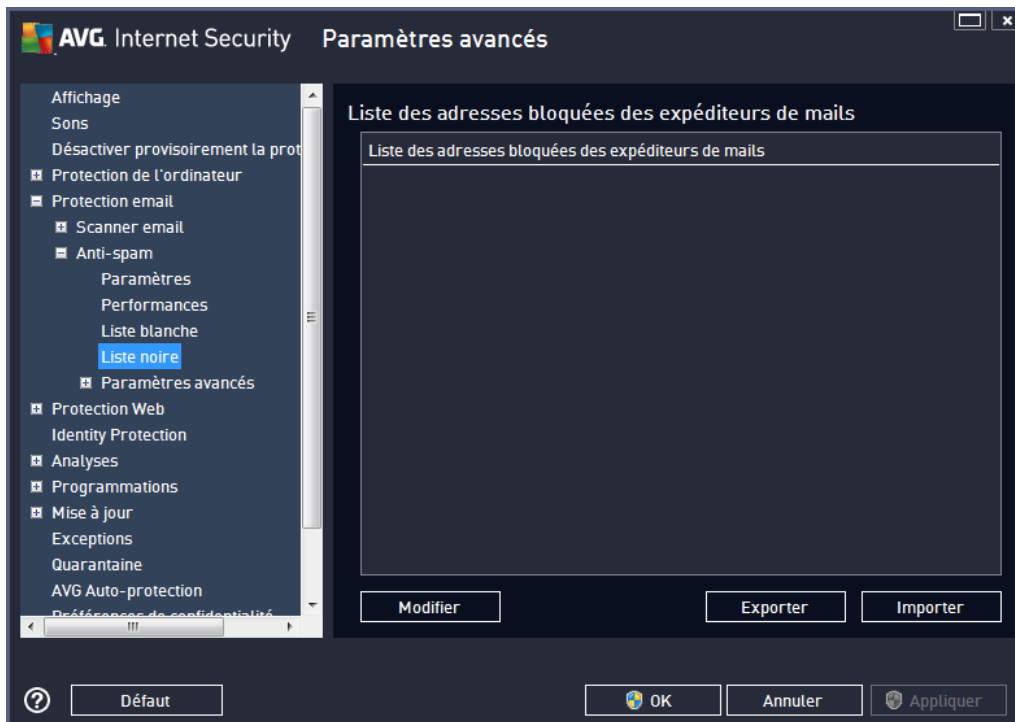 AVG. Internet Security Paramètres avancés
Affichage
Sons
Désactiver provisoirement la prot
Protection de l'ordinateur
Protection email
Scanner email
Anti-spam
Paramètres
Performances
Liste blanche
Liste noire
Paramètres avancés
Protection Web
Identity Protection
Analyses
Programmations
Mise à jour
Exceptions
Quarantaine
AVG Auto-protection
Préférences de confidentialité
Liste des adresses bloquées des expéditeurs de mails
Liste des adresses bloquées des expéditeurs de mails
Modifier Exporter Importer
? Défaut OK Annuler Appliquer